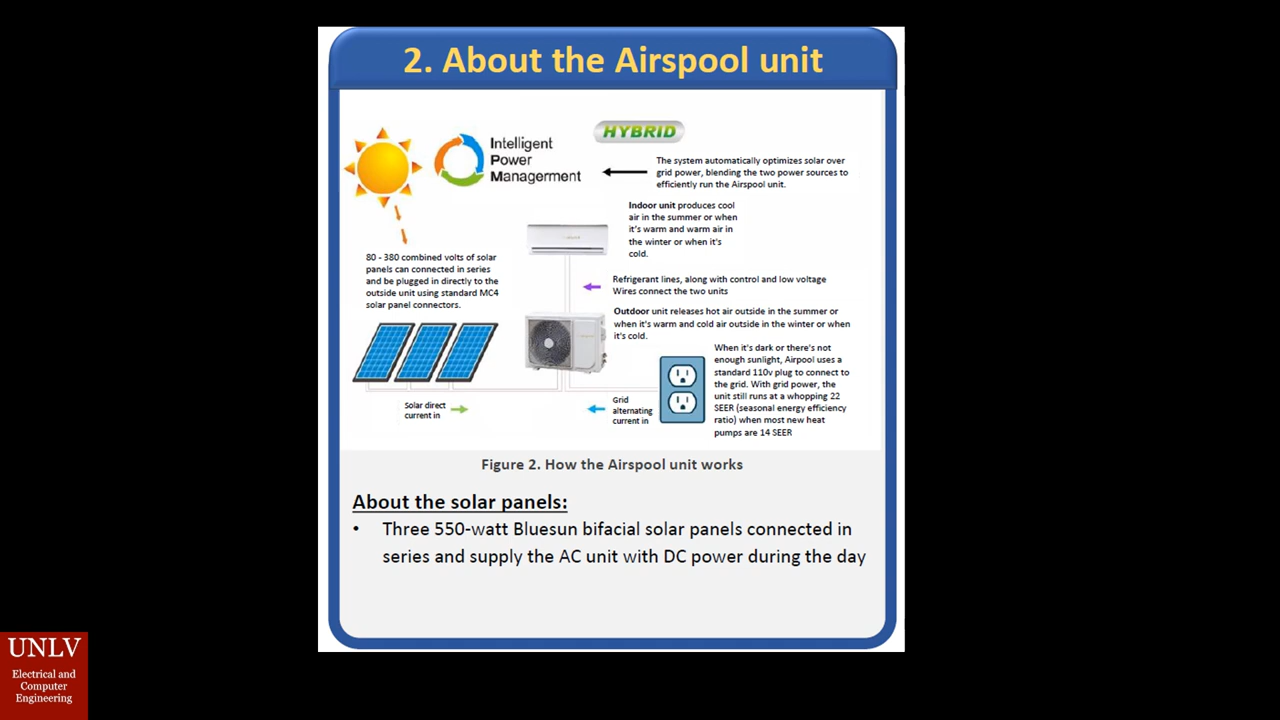 2. About the Airspool unit
HYBRID
Intelligent
Power
Managerment
The system automatically optimizes solar over
grid power, blending the two power sources to
efficiently run the Airspool unit.
Indoor unit produces cool
air in the summer or when
it's warm and warm air in
the winter or when it's
cold.
80 - 380 combined volts of solar
panels can connected in series
and be plugged in directly to the
outside unit using standard MC4
solar panel connectors.
Refrigerant lines, along with control and low voltage
Wires connect the two units
Outdoor unit releases hot air outside in the summer or
when it's warm and cold air outside in the winter or when
it's cold.
When it's dark or there's not
enough sunlight, Airpool uses a
standard 110v plug to connect to
the grid. With grid power, the
unit still runs at a whopping 22
SEER (seasonal energy efficiency
ratio) when most new heat
pumps are 14 SEER
Solar direct
current in
Grid
alternating
current in
Figure 2. How the Airspool unit works
About the solar panels:
• Three 550-watt Bluesun bifacial solar panels connected in
series and supply the AC unit with DC power during the day
UNLV
Electrical and
Computer
Engineering